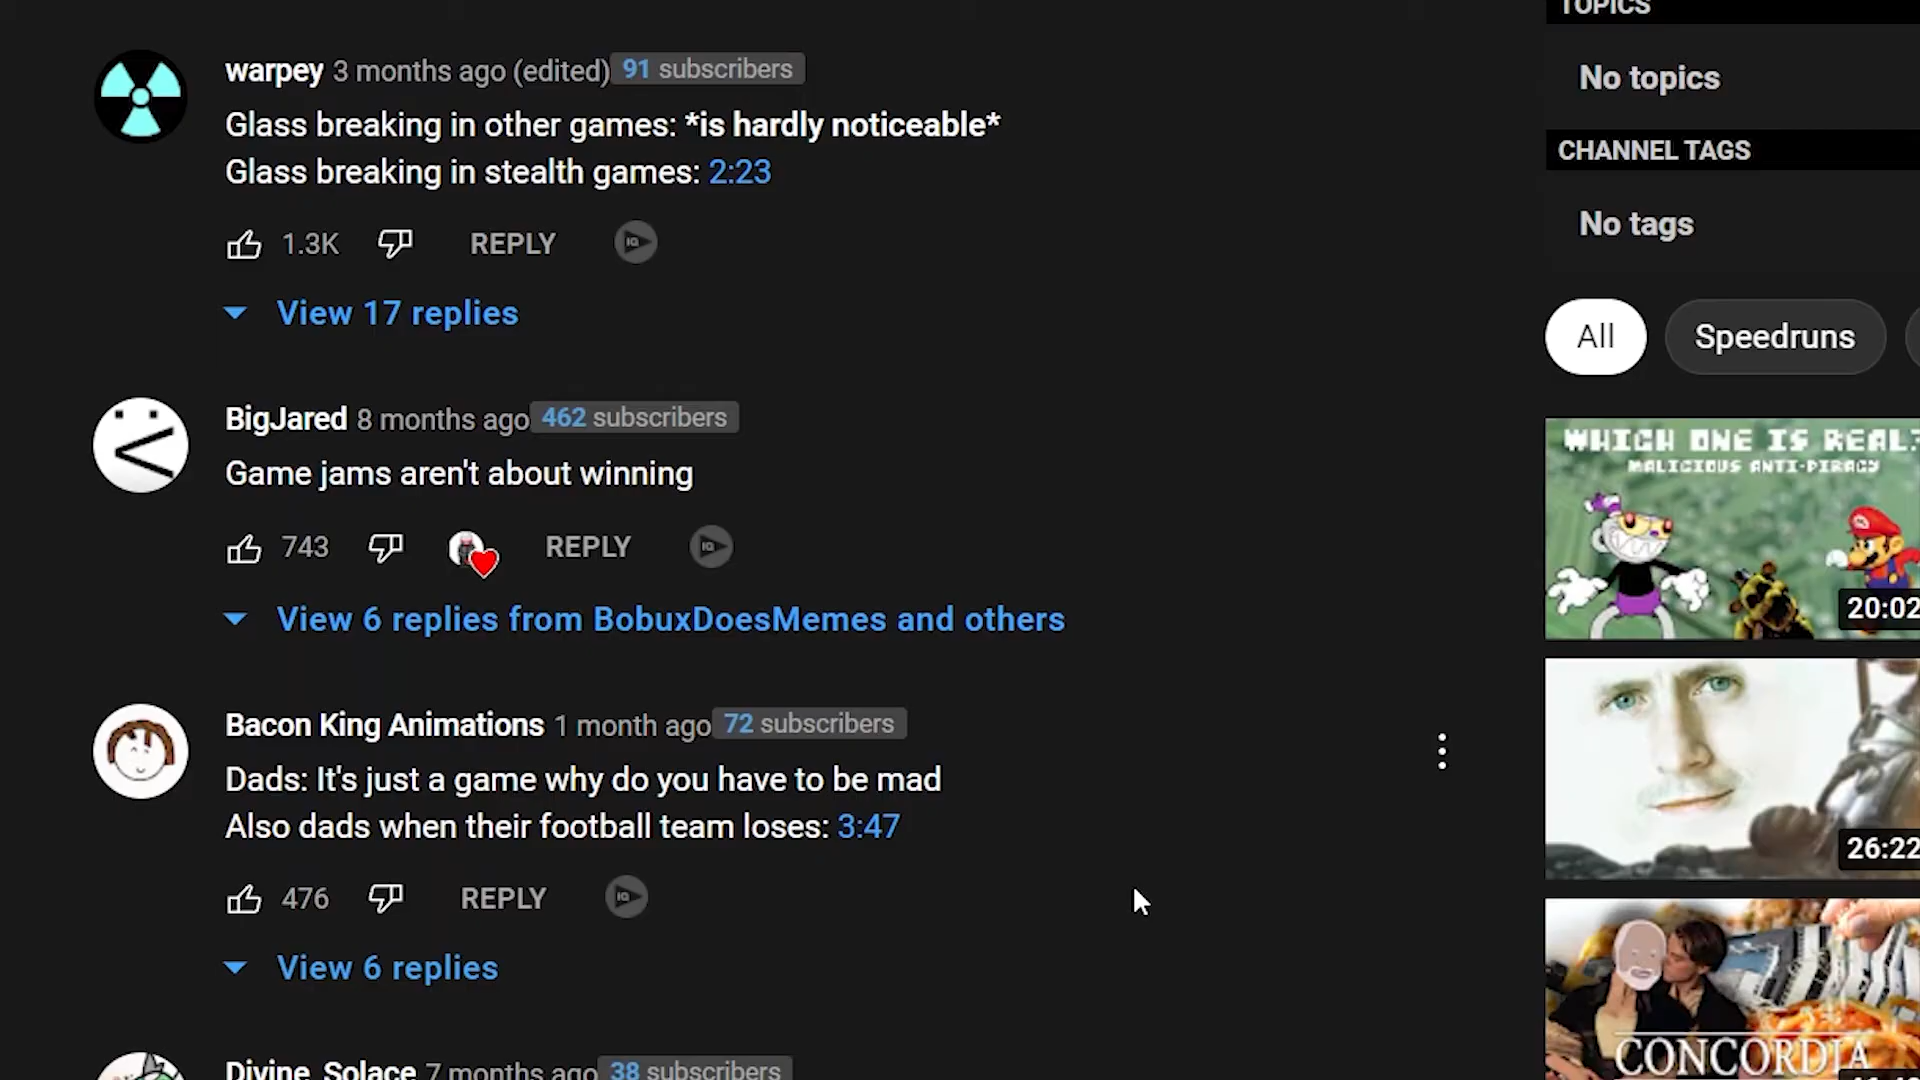 warpey 3 months ago (edited) 91 subscribers
Glass breaking in other games: *is hardly noticeable*
Glass breaking in stealth games: 2:23
1.3K REPLY IQ
View 17 replies
BigJared 8 months ago 462 subscribers
Game jams aren't about winning
743 REPLY IQ
View 6 replies from BobuxDoesMemes and others
Bacon King Animations 1 month ago 72 subscribers
Dads: It's just a game why do you have to be mad
Also dads when their football team loses: 3:47
476 REPLY IQ
View 6 replies
Divine Solace 7 months ago 38 subscribers
TOPICS
No topics
CHANNEL TAGS
No tags
All Speedruns
WHICH ONE IS REAL?
MALICIOUS ANTI-PIRACY
20:02
26:22
CONCORDIA